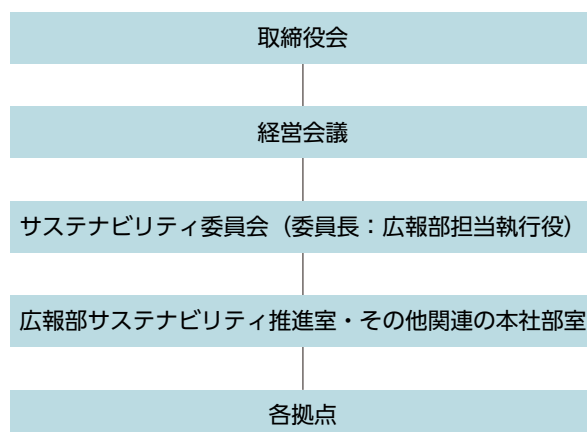 取締役会
経営会議
サステナビリティ委員会（委員長：広報部担当執行役）
広報部サステナビリティ推進室・その他関連の本社部室
各拠点